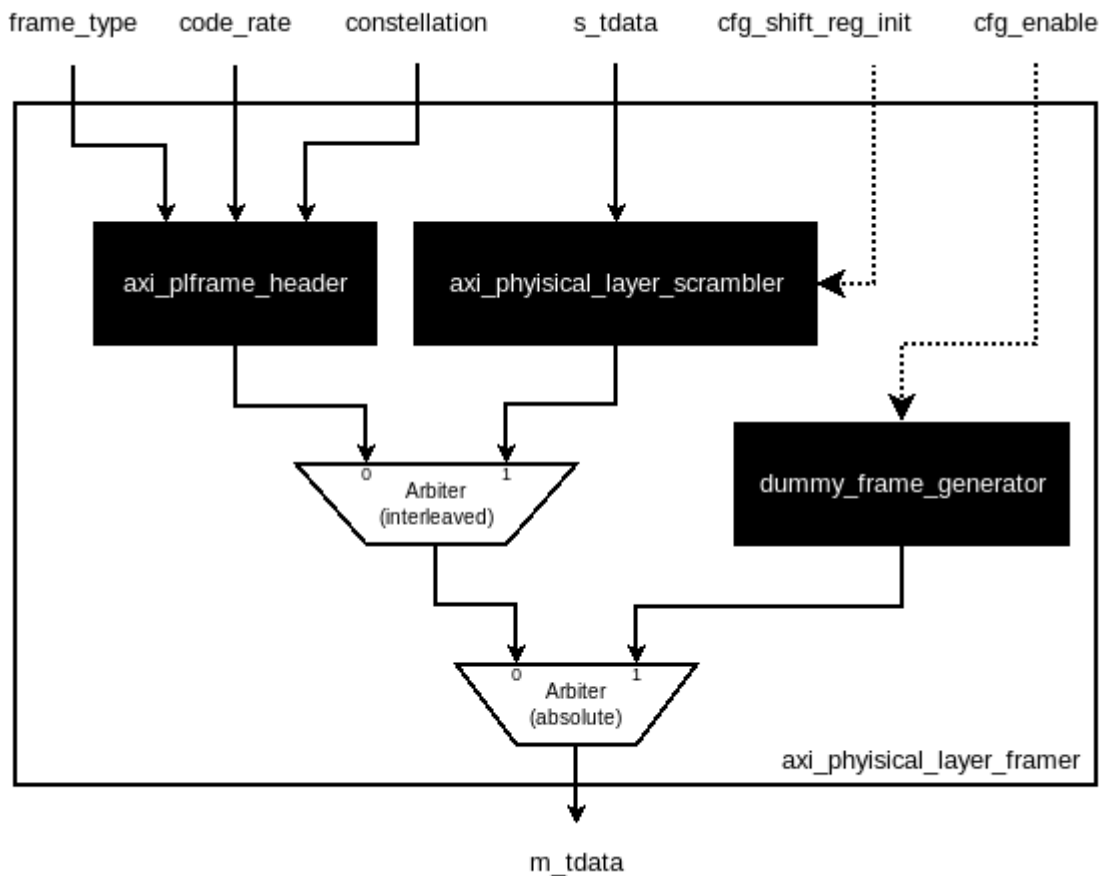 frame_type
code_rate
constellation
s_tdata
cfg_shift_reg_init
cfg_enable
axi_plframe_header
axi_phyisical_layer_scrambler
0
1
Arbiter
(interleaved)
dummy_frame_generator
0
1
Arbiter
(absolute)
axi_phyisical_layer_framer
m_tdata